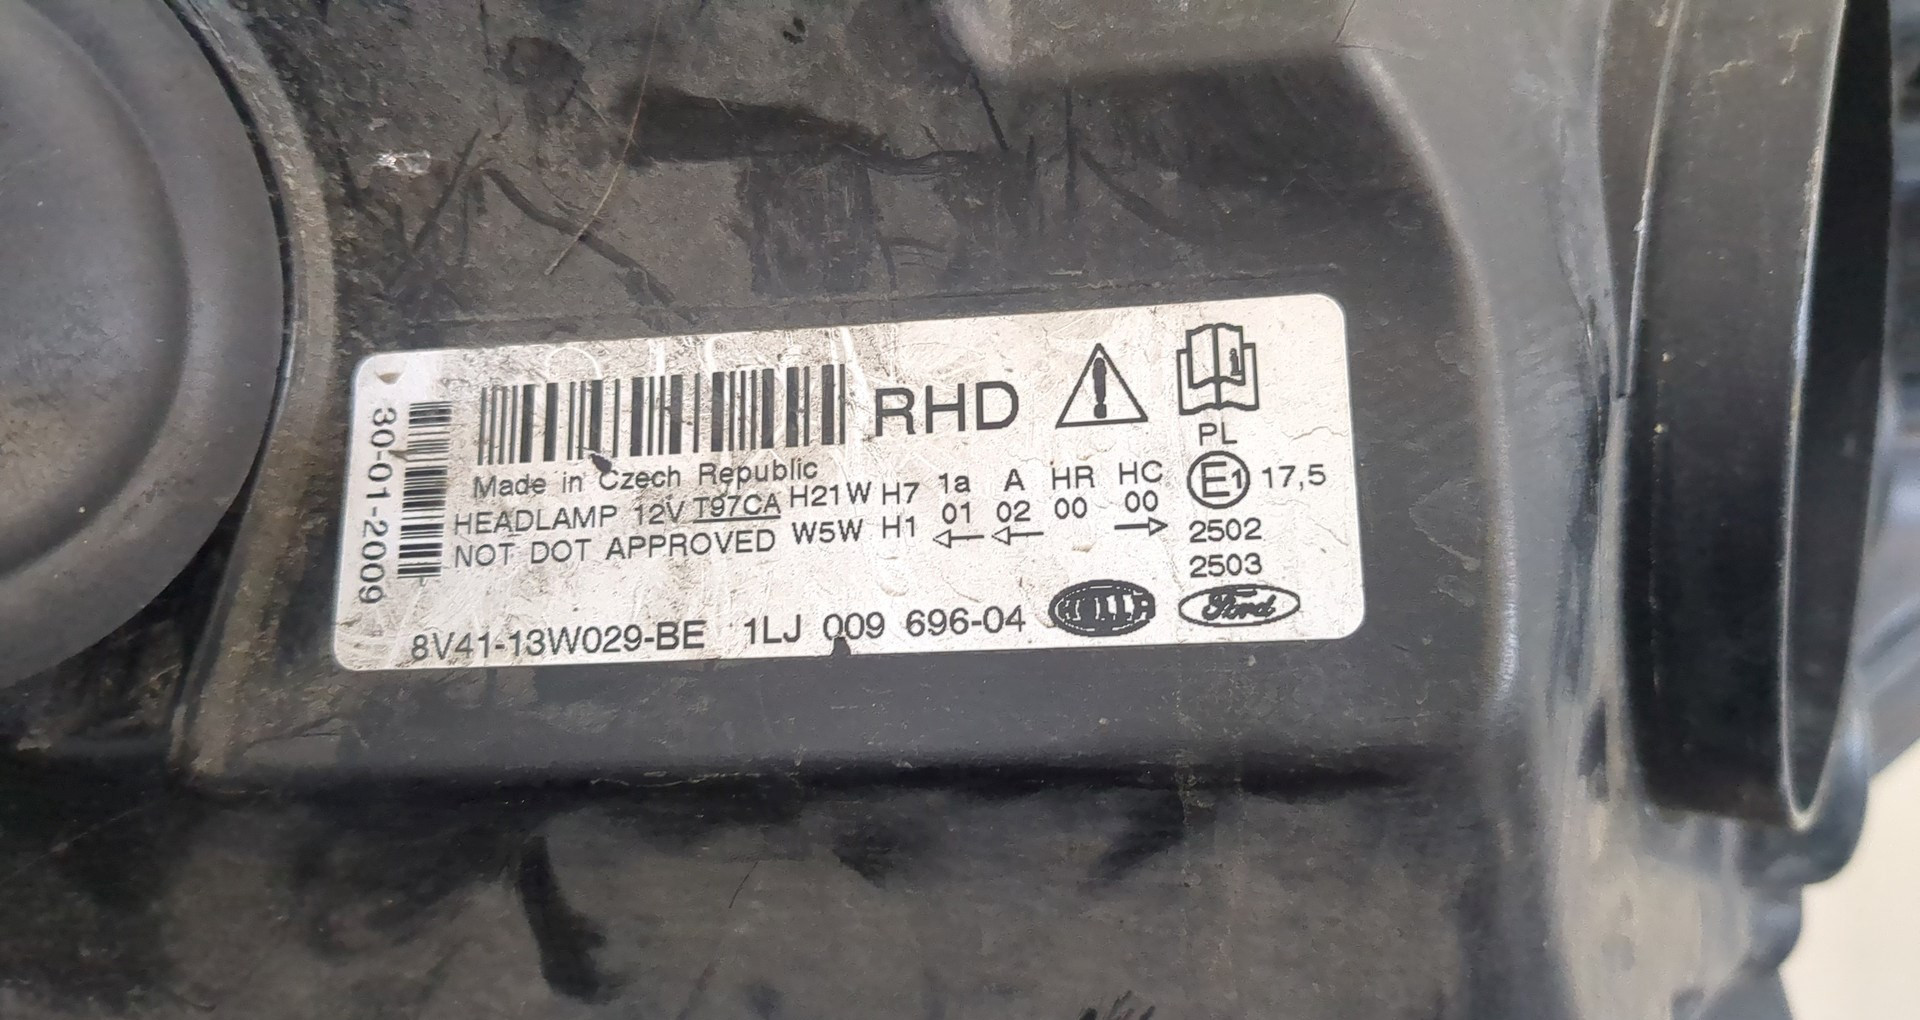 30-01-2009
RHD
PL
Made in Czech Republic
HEADLAMP 12V T97CA H21W H7 1a A HR HC E1 17,5
NOT DOT APPROVED W5W H1 01 02 00 00 2502
2503
8V41-13W029-BE 1LJ 009 696-04 HELLA Ford